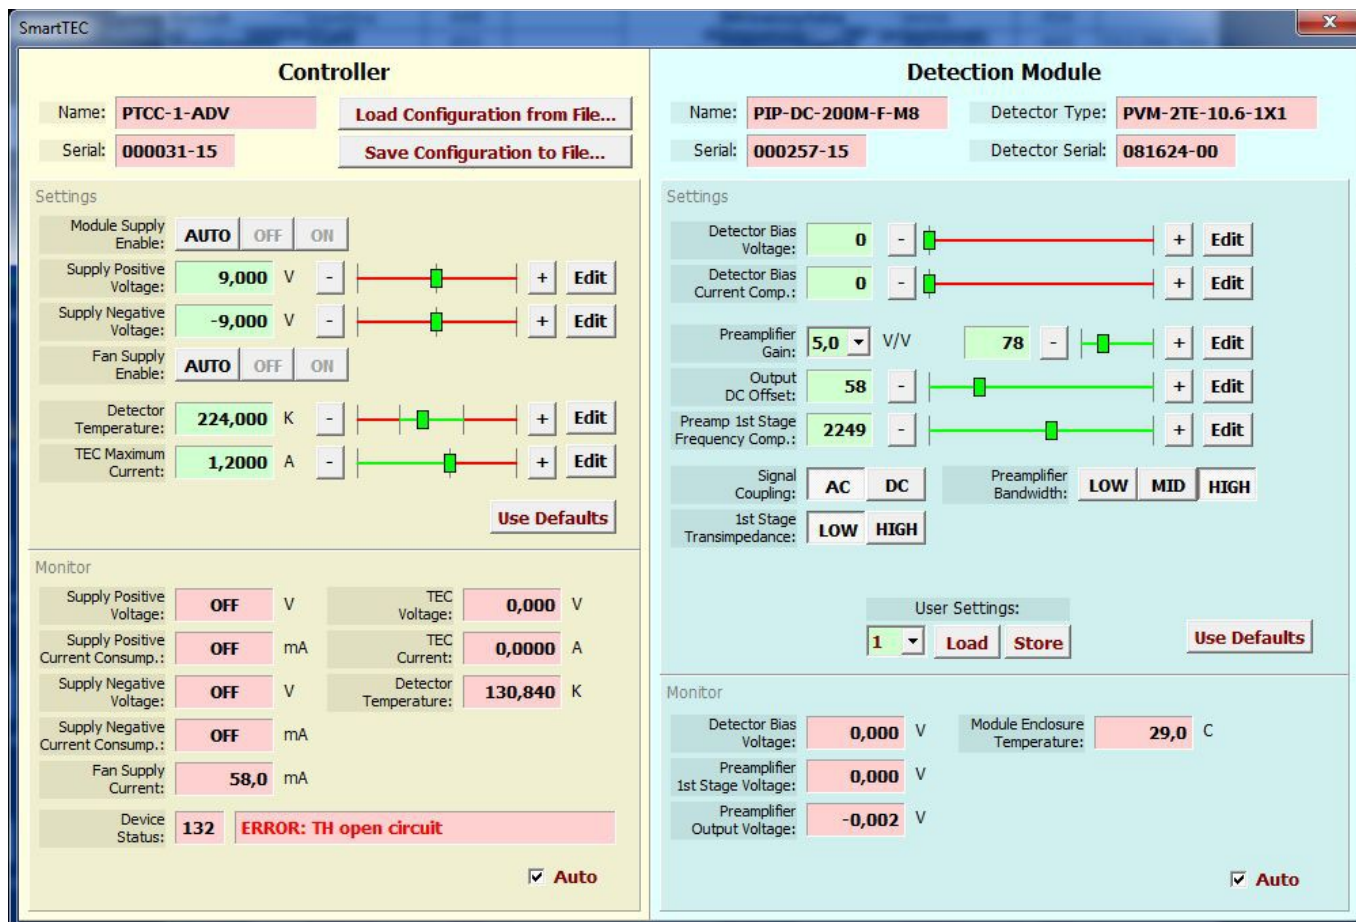 SmartTEC
X
Controller
Name: PTCC-1-ADV Load Configuration from File...
Serial: 000031-15 Save Configuration to File...
Settings
Module Supply
Enable: AUTO OFF ON
Supply Positive
Voltage: 9,000 V - + Edit
Supply Negative
Voltage: -9,000 V - + Edit
Fan Supply
Enable: AUTO OFF ON
Detector
Temperature: 224,000 K - + Edit
TEC Maximum
Current: 1,2000 A - + Edit
Use Defaults
Monitor
Supply Positive
Voltage: OFF V
TEC
Voltage: 0,000 V
Supply Positive
Current Consump.: OFF mA
TEC
Current: 0,0000 A
Supply Negative
Voltage: OFF V
Detector
Temperature: 130,840 K
Supply Negative
Current Consump.: OFF mA
Fan Supply
Current: 58,0 mA
Device
Status: 132 ERROR: TH open circuit
Auto
Detection Module
Name: PIP-DC-200M-F-M8 Detector Type: PVM-2TE-10.6-1X1
Serial: 000257-15 Detector Serial: 081624-00
Settings
Detector Bias
Voltage: 0 - + Edit
Detector Bias
Current Comp.: 0 - + Edit
Preamplifier
Gain: 5,0 V/V 78 - + Edit
Output
DC Offset: 58 - + Edit
Preamp 1st Stage
Frequency Comp.: 2249 - + Edit
Signal
Coupling: AC DC
Preamplifier
Bandwidth: LOW MID HIGH
1st Stage
Transimpedance: LOW HIGH
User Settings:
1 Load Store
Use Defaults
Monitor
Detector Bias
Voltage: 0,000 V
Module Enclosure
Temperature: 29,0 C
Preamplifier
1st Stage Voltage: 0,000 V
Preamplifier
Output Voltage: -0,002 V
Auto